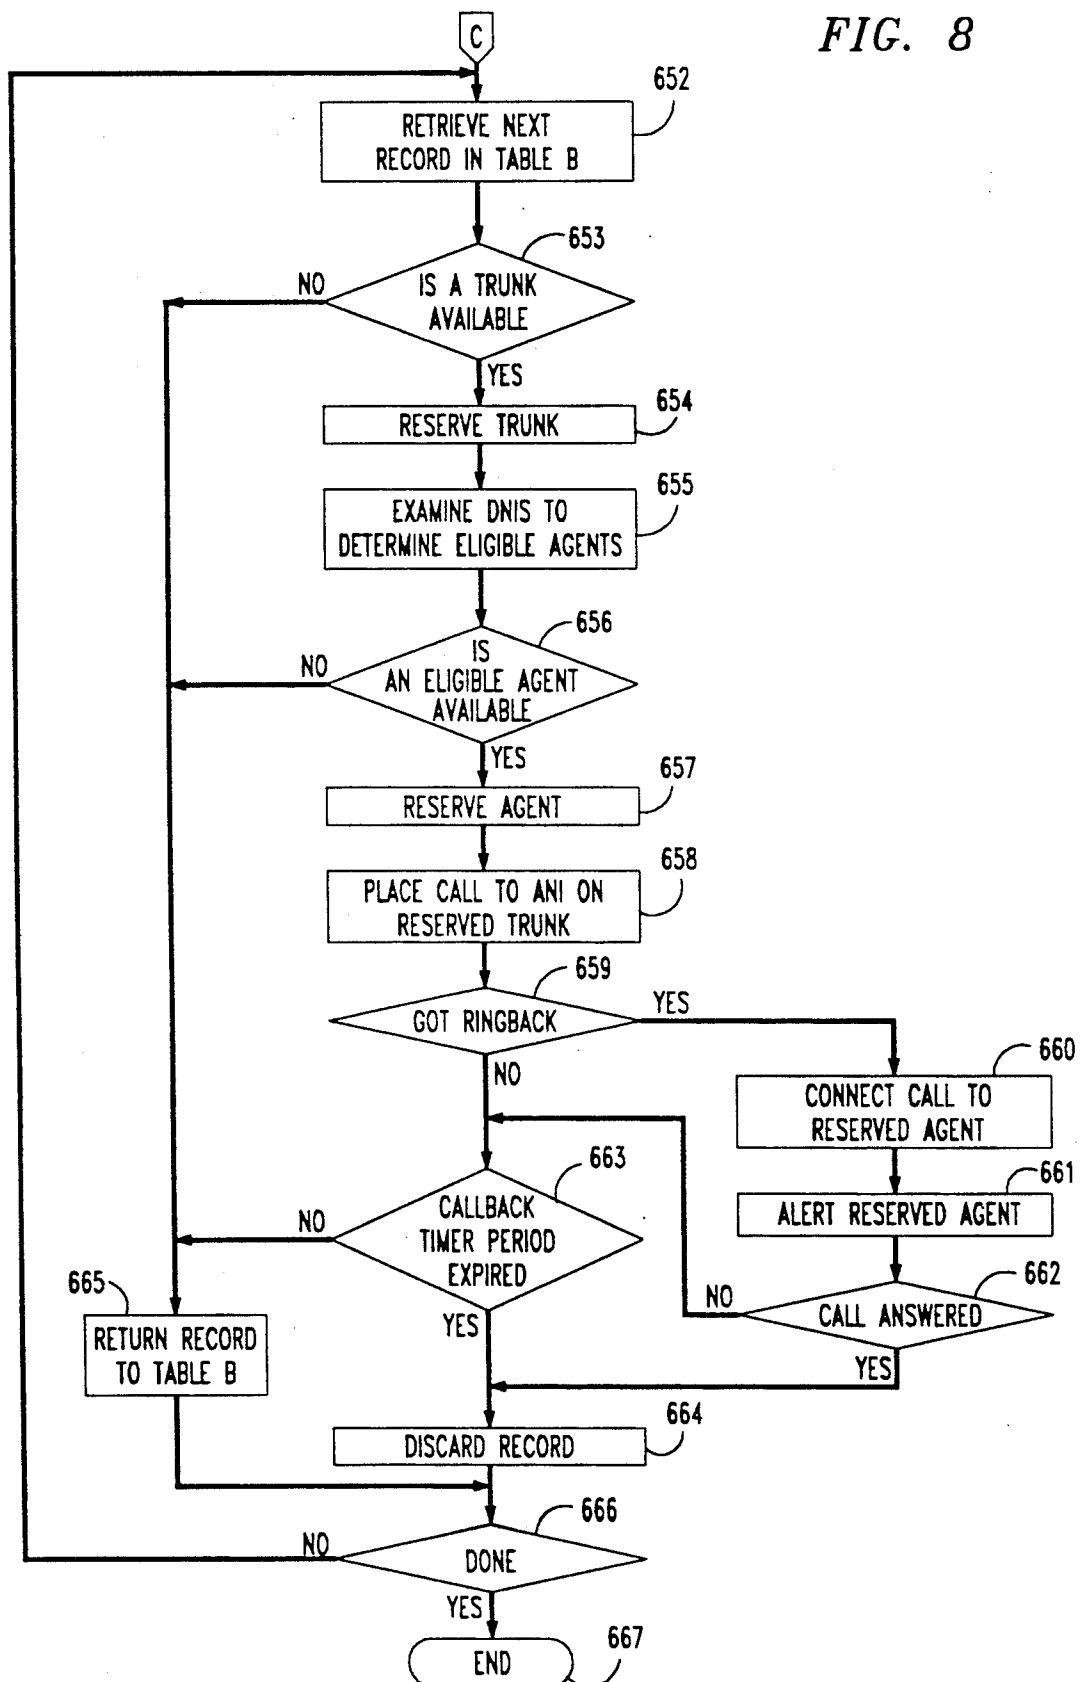 FIG. 8
C
652
RETRIEVE NEXT
RECORD IN TABLE B
653
NO
IS A TRUNK
AVAILABLE
YES
654
RESERVE TRUNK
655
EXAMINE DNIS TO
DETERMINE ELIGIBLE AGENTS
656
NO
IS
AN ELIGIBLE AGENT
AVAILABLE
YES
657
RESERVE AGENT
658
PLACE CALL TO ANI ON
RESERVED TRUNK
659
GOT RINGBACK
YES
NO
660
CONNECT CALL TO
RESERVED AGENT
661
ALERT RESERVED AGENT
662
NO
CALL ANSWERED
YES
663
NO
CALLBACK
TIMER PERIOD
EXPIRED
YES
665
RETURN RECORD
TO TABLE B
664
DISCARD RECORD
666
NO
DONE
YES
667
END